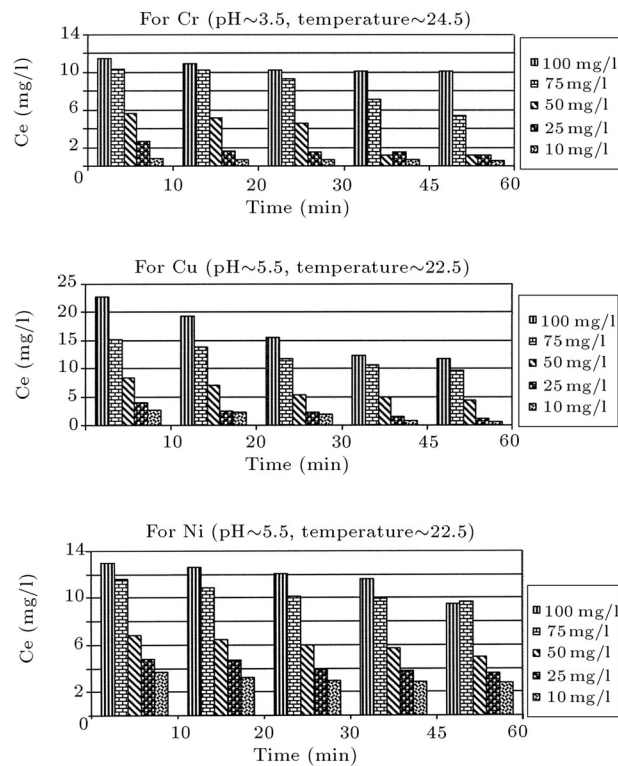 For Cr (pH~3.5, temperature~24.5)
14
10
6
2
0
Ce (mg/l)
10
20
30
45
60
Time (min)
100 mg/l
75 mg/l
50 mg/l
25 mg/l
10 mg/l
For Cu (pH~5.5, temperature~22.5)
25
20
15
10
5
0
Ce (mg/l)
10
20
30
45
60
Time (min)
100 mg/l
75 mg/l
50 mg/l
25 mg/l
10 mg/l
For Ni (pH~5.5, temperature~22.5)
14
10
6
2
0
Ce (mg/l)
10
20
30
45
60
Time (min)
100 mg/l
75 mg/l
50 mg/l
25 mg/l
10 mg/l